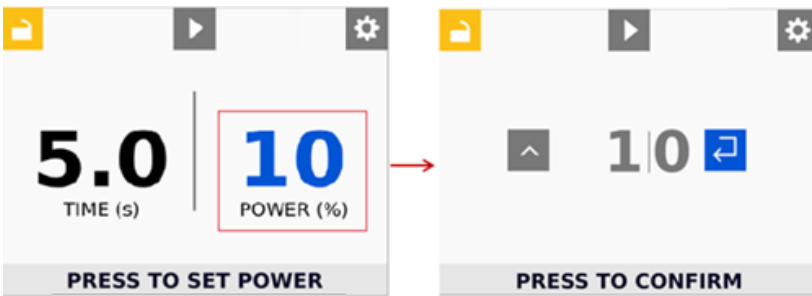 5.0
TIME (s)
10
POWER (%)
PRESS TO SET POWER
10
PRESS TO CONFIRM